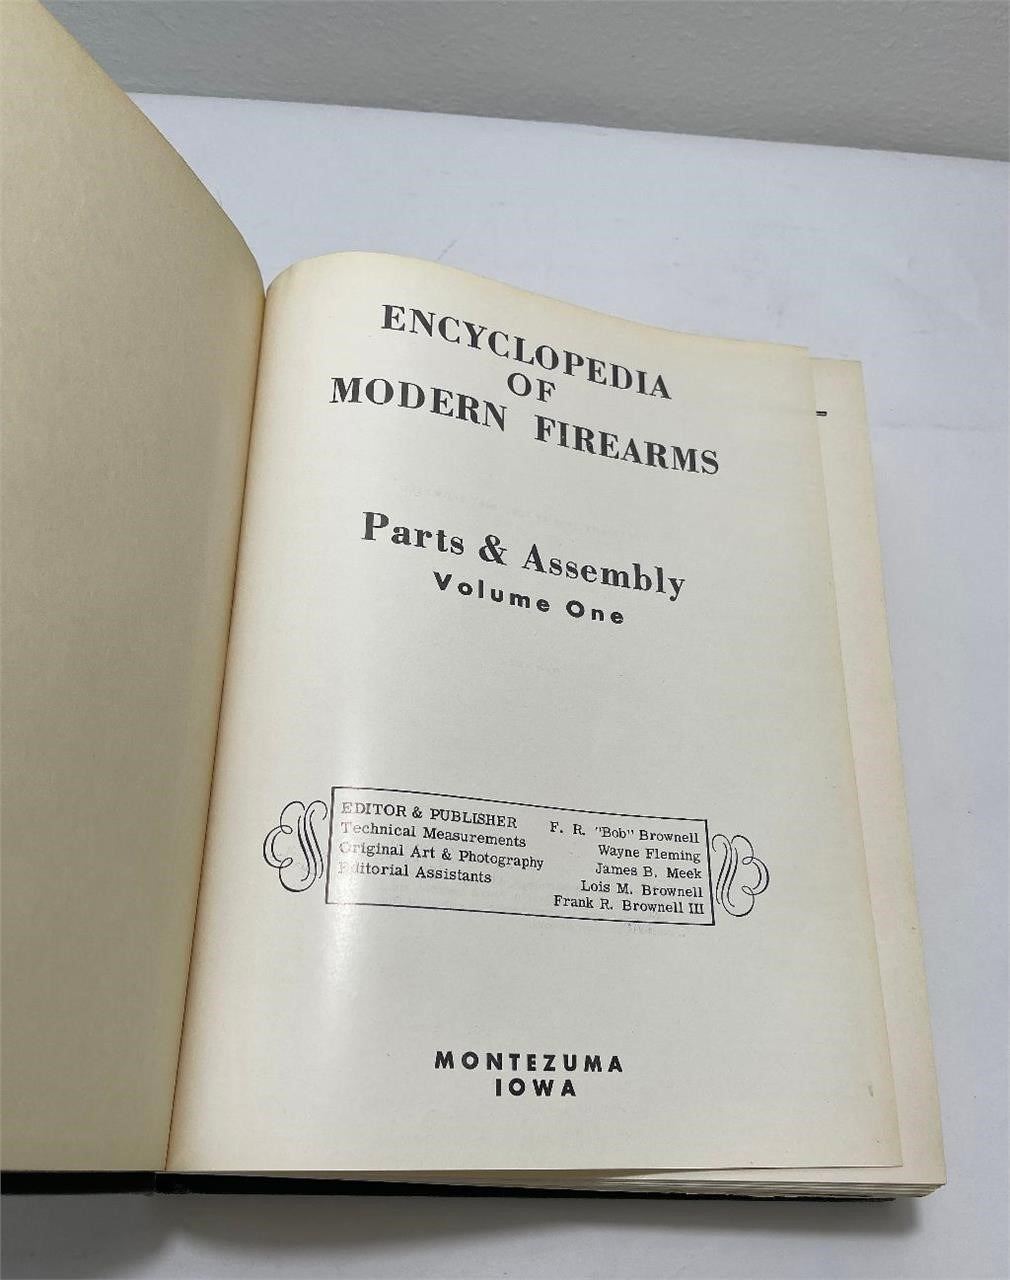 ENCYCLOPEDIA
OF
MODERN FIREARMS
Parts & Assembly
Volume One
EDITOR & PUBLISHER F. R. "Bob" Brownell
Technical Measurements Wayne Fleming
Original Art & Photography James B. Meek
Editorial Assistants Lois M. Brownell
Frank R. Brownell III
MONTEZUMA
IOWA